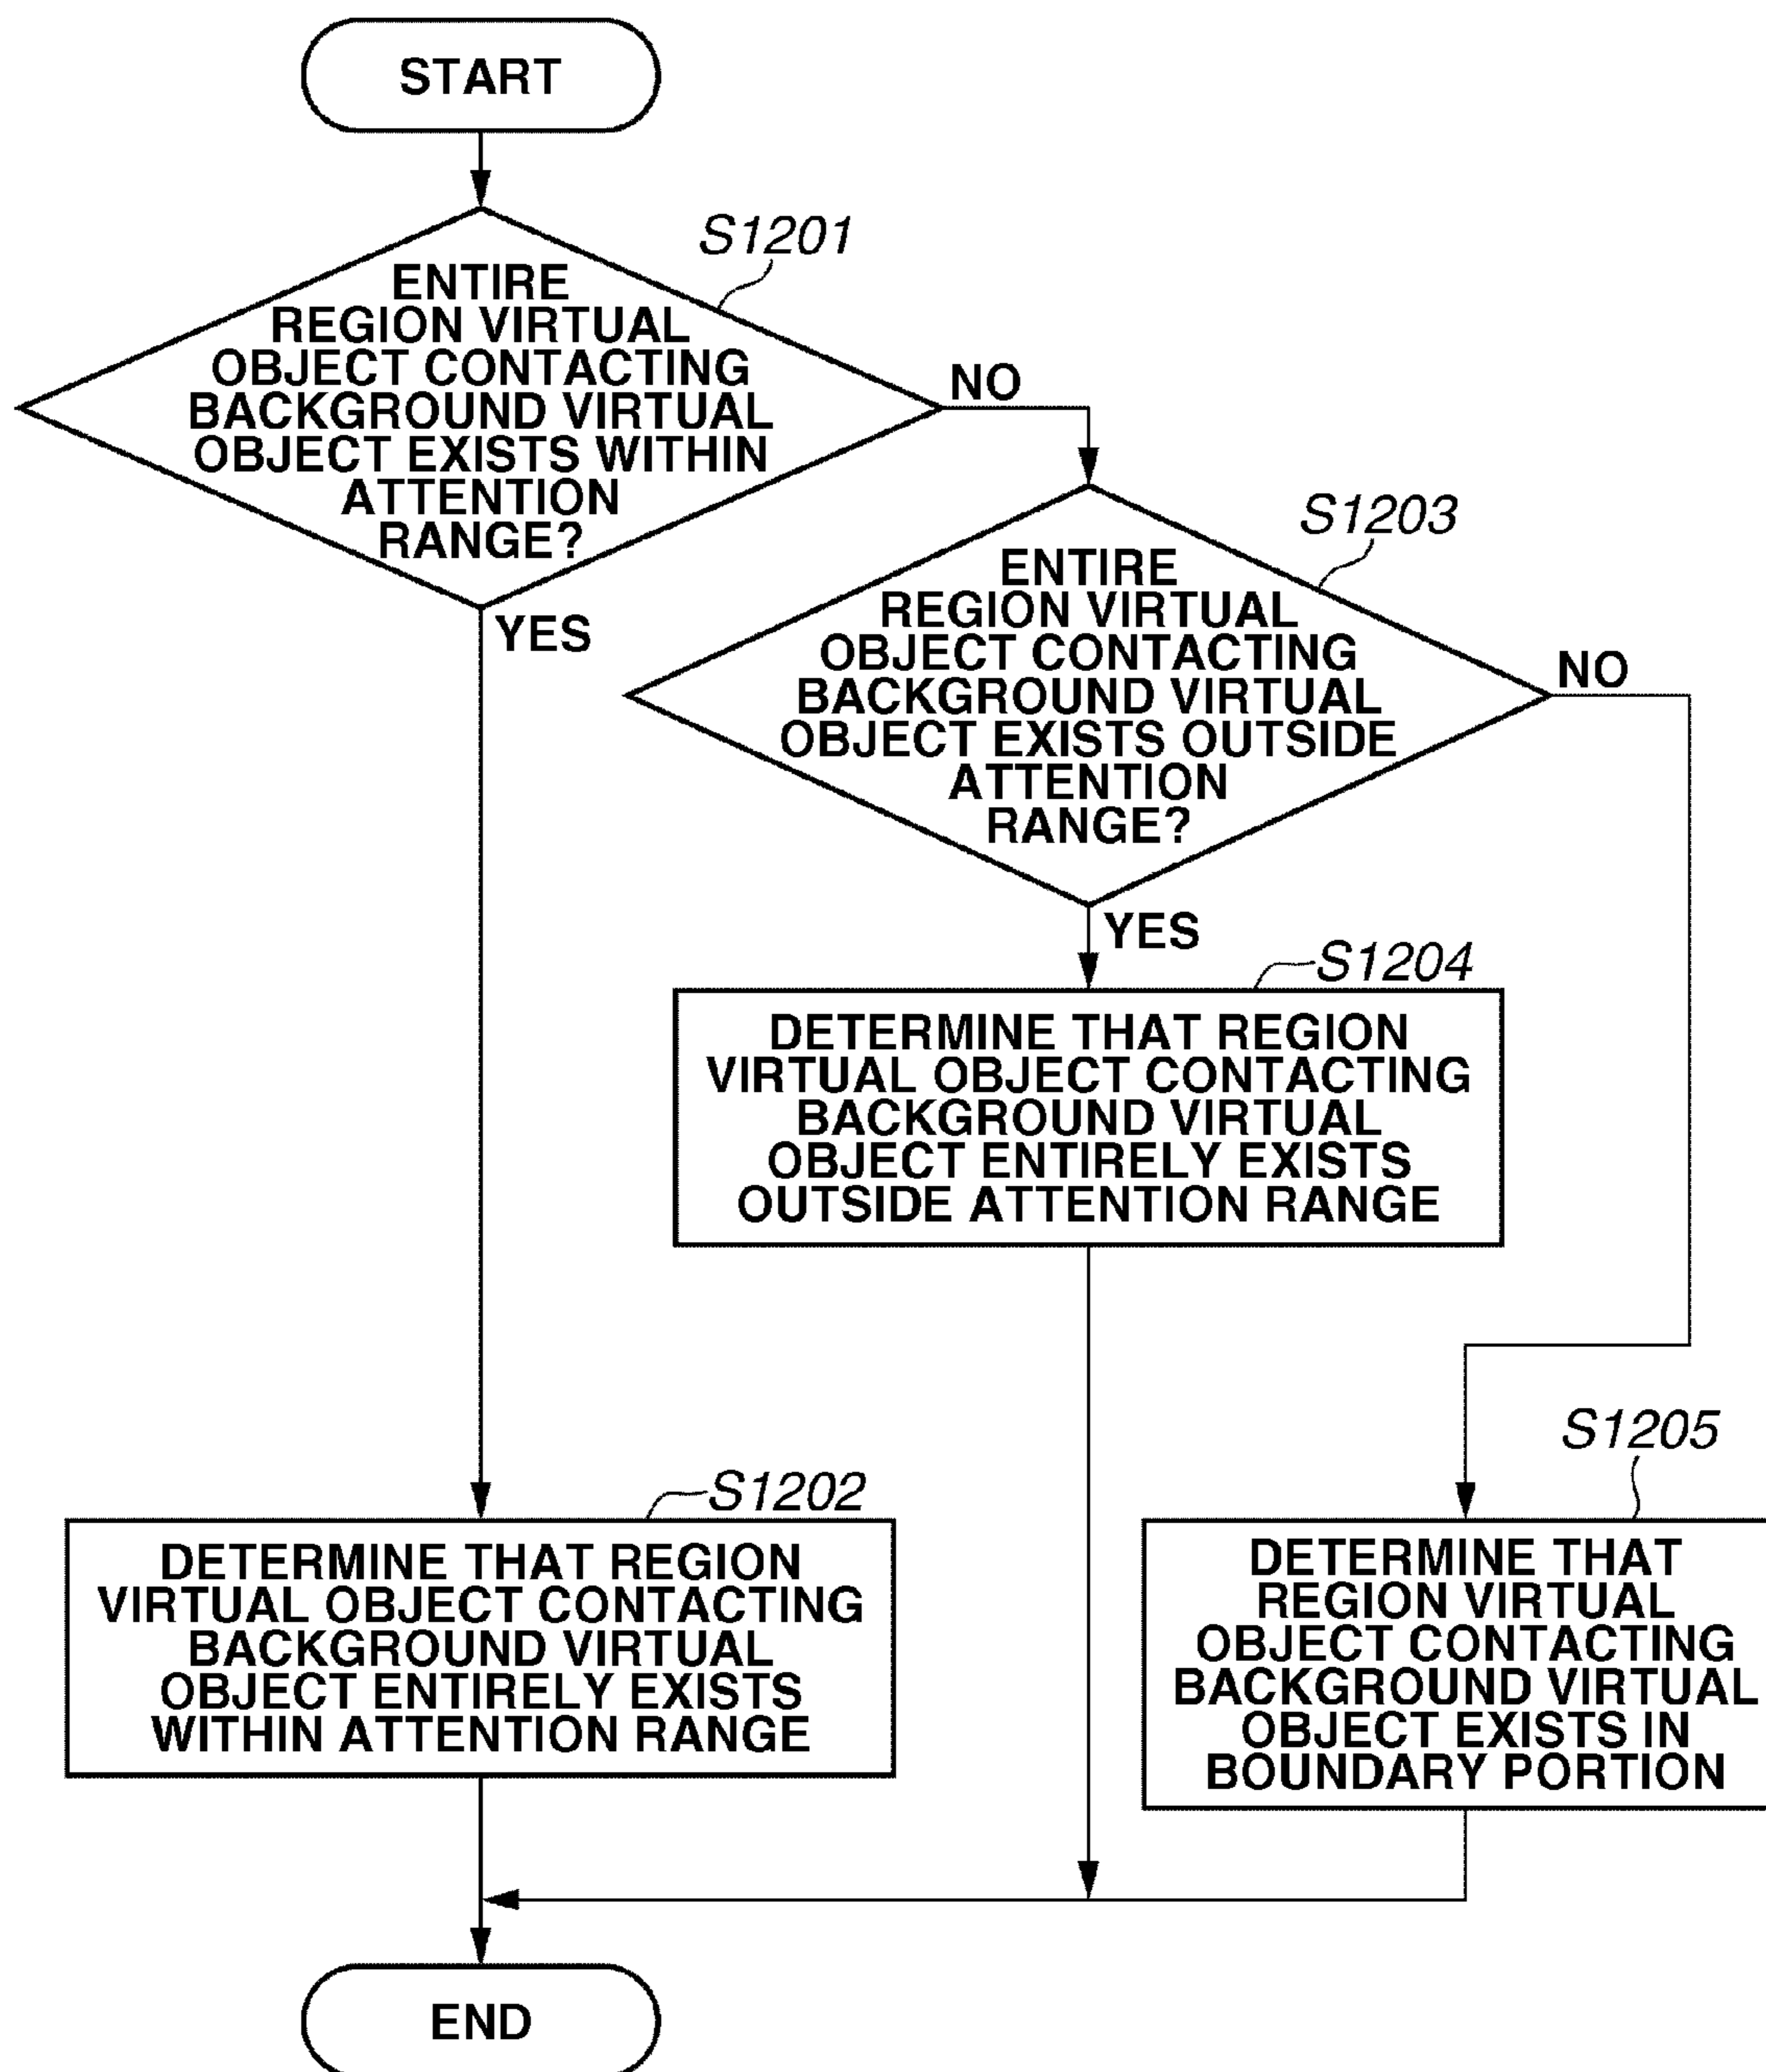 START
S1201
ENTIRE
REGION VIRTUAL
OBJECT CONTACTING
BACKGROUND VIRTUAL
OBJECT EXISTS WITHIN
ATTENTION
RANGE?
NO
YES
S1203
ENTIRE
REGION VIRTUAL
OBJECT CONTACTING
BACKGROUND VIRTUAL
OBJECT EXISTS OUTSIDE
ATTENTION
RANGE?
NO
YES
S1204
DETERMINE THAT REGION
VIRTUAL OBJECT CONTACTING
BACKGROUND VIRTUAL
OBJECT ENTIRELY EXISTS
OUTSIDE ATTENTION RANGE
S1202
DETERMINE THAT REGION
VIRTUAL OBJECT CONTACTING
BACKGROUND VIRTUAL
OBJECT ENTIRELY EXISTS
WITHIN ATTENTION RANGE
S1205
DETERMINE THAT
REGION VIRTUAL
OBJECT CONTACTING
BACKGROUND VIRTUAL
OBJECT EXISTS IN
BOUNDARY PORTION
END